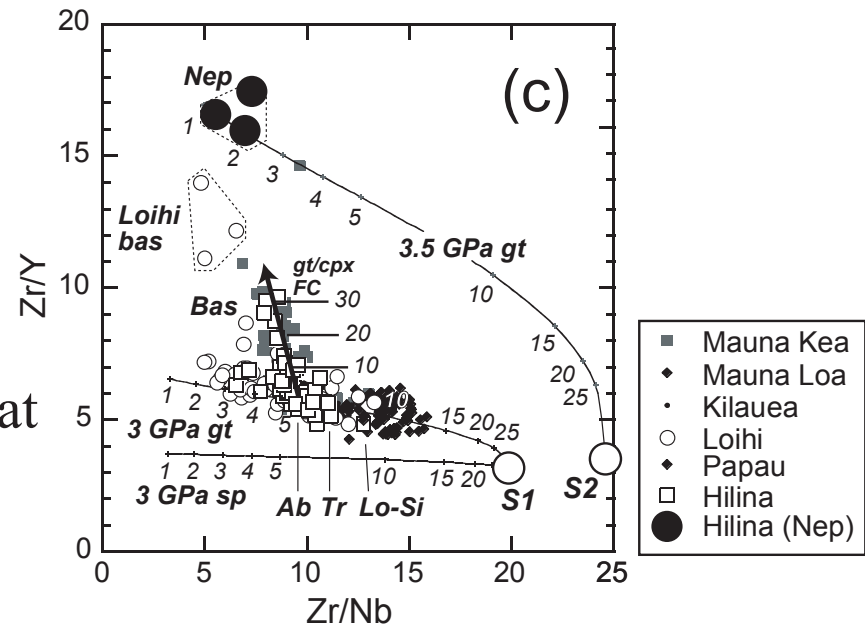 20
15
10
5
0
0
5
10
15
20
25
Zr/Y
Zr/Nb
(c)
Nep
1
2
3
4
5
3.5 GPa gt
10
15
20
25
S2
Loihi
bas
Bas
gt/cpx
FC
30
20
10
1
2
3
4
5
10
15
20
25
3 GPa gt
S1
1
2
3
4
5
10
15
20
3 GPa sp
Ab Tr Lo-Si
at
Mauna Kea
Mauna Loa
Kilauea
Loihi
Papau
Hilina
Hilina (Nep)